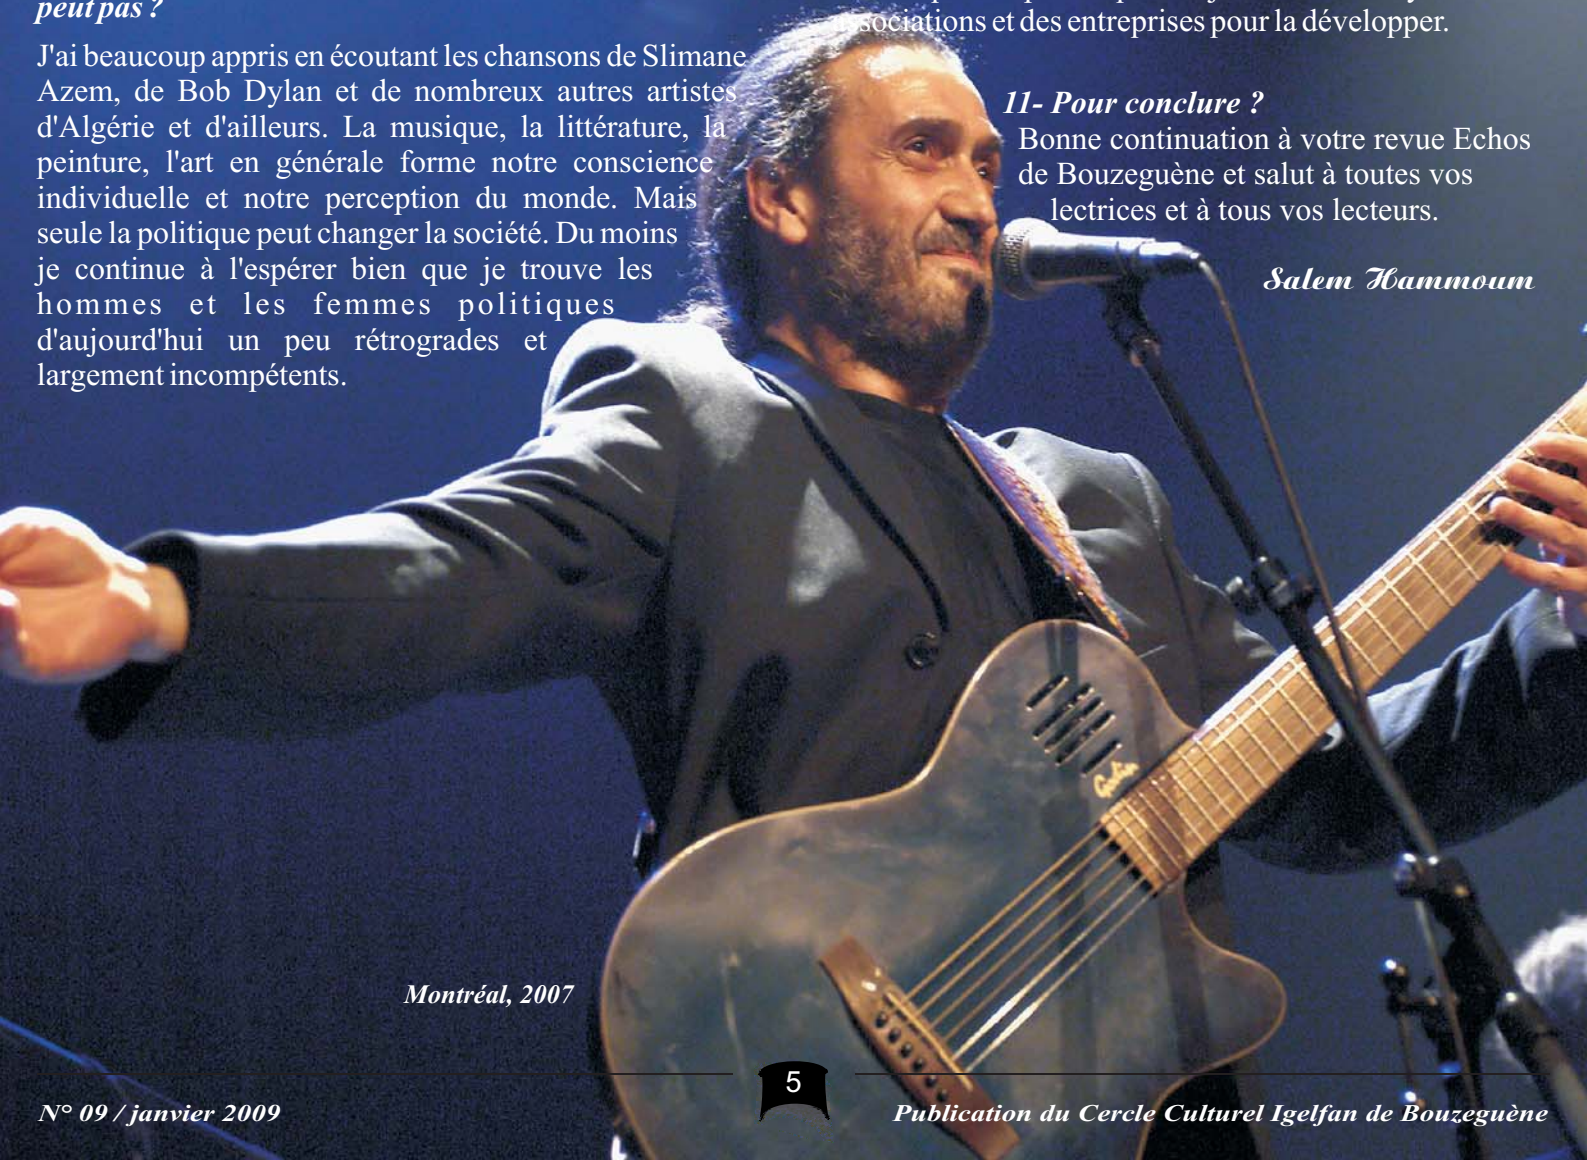 peut pas ?
J'ai beaucoup appris en écoutant les chansons de Slimane
Azem, de Bob Dylan et de nombreux autres artistes
d'Algérie et d'ailleurs. La musique, la littérature, la
peinture, l'art en générale forme notre conscience
individuelle et notre perception du monde. Mais
seule la politique peut changer la société. Du moins
je continue à l'espérer bien que je trouve les
hommes et les femmes politiques
d'aujourd'hui un peu rétrogrades et
largement incompétents.
associations et des entreprises pour la développer.
11- Pour conclure ?
Bonne continuation à votre revue Echos
de Bouzeguène et salut à toutes vos
lectrices et à tous vos lecteurs.
Salem Hammoum
Godin
Montréal, 2007
N° 09 / janvier 2009
5
Publication du Cercle Culturel Igelfan de Bouzeguène